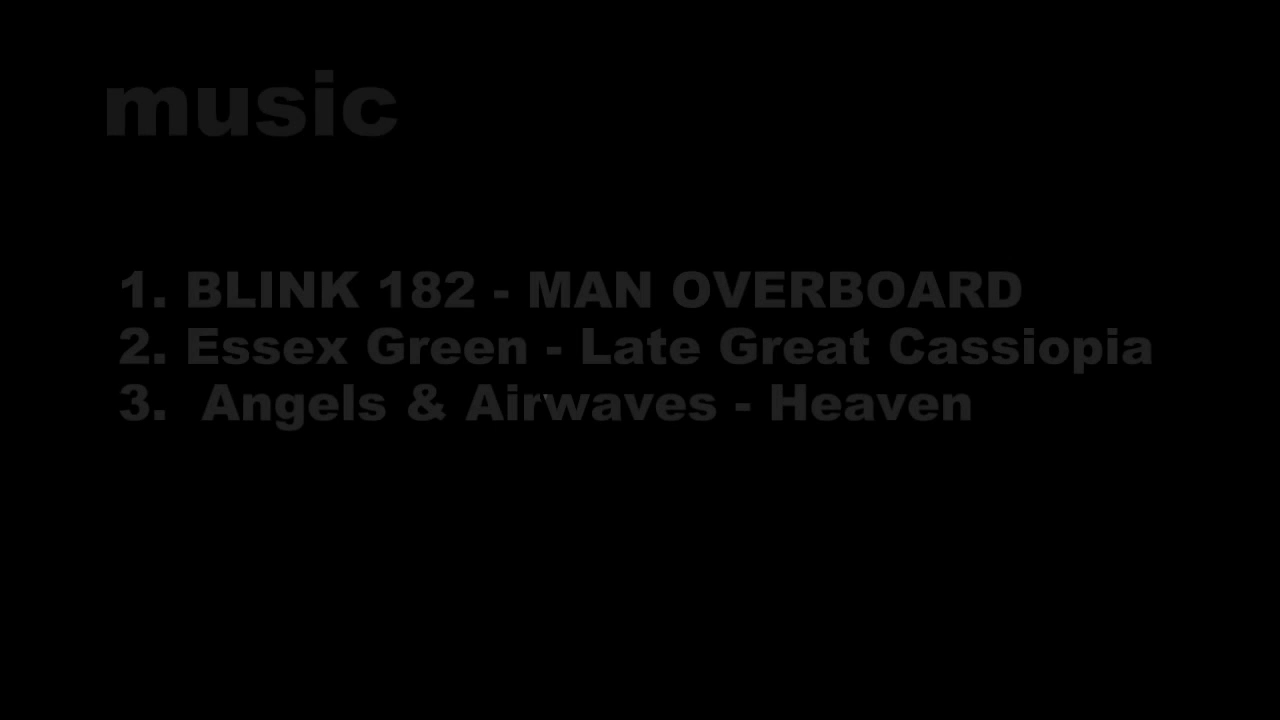 music
1. BLINK 182 - MAN OVERBOARD
2. Essex Green - Late Great Cassiopia
3. Angels & Airwaves - Heaven